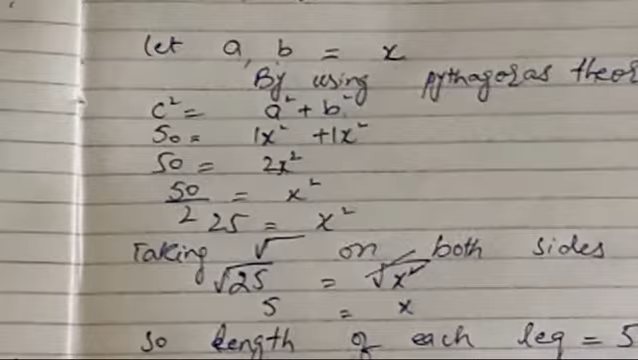 let a, b = x
By using pythagoras theor
c² = a² + b²
50 = 1x² + 1x²
50 = 2x²
50/2 = x²
25 = x²
Taking √ on both sides
√25 = √x²
5 = x
so length of each leg = 5